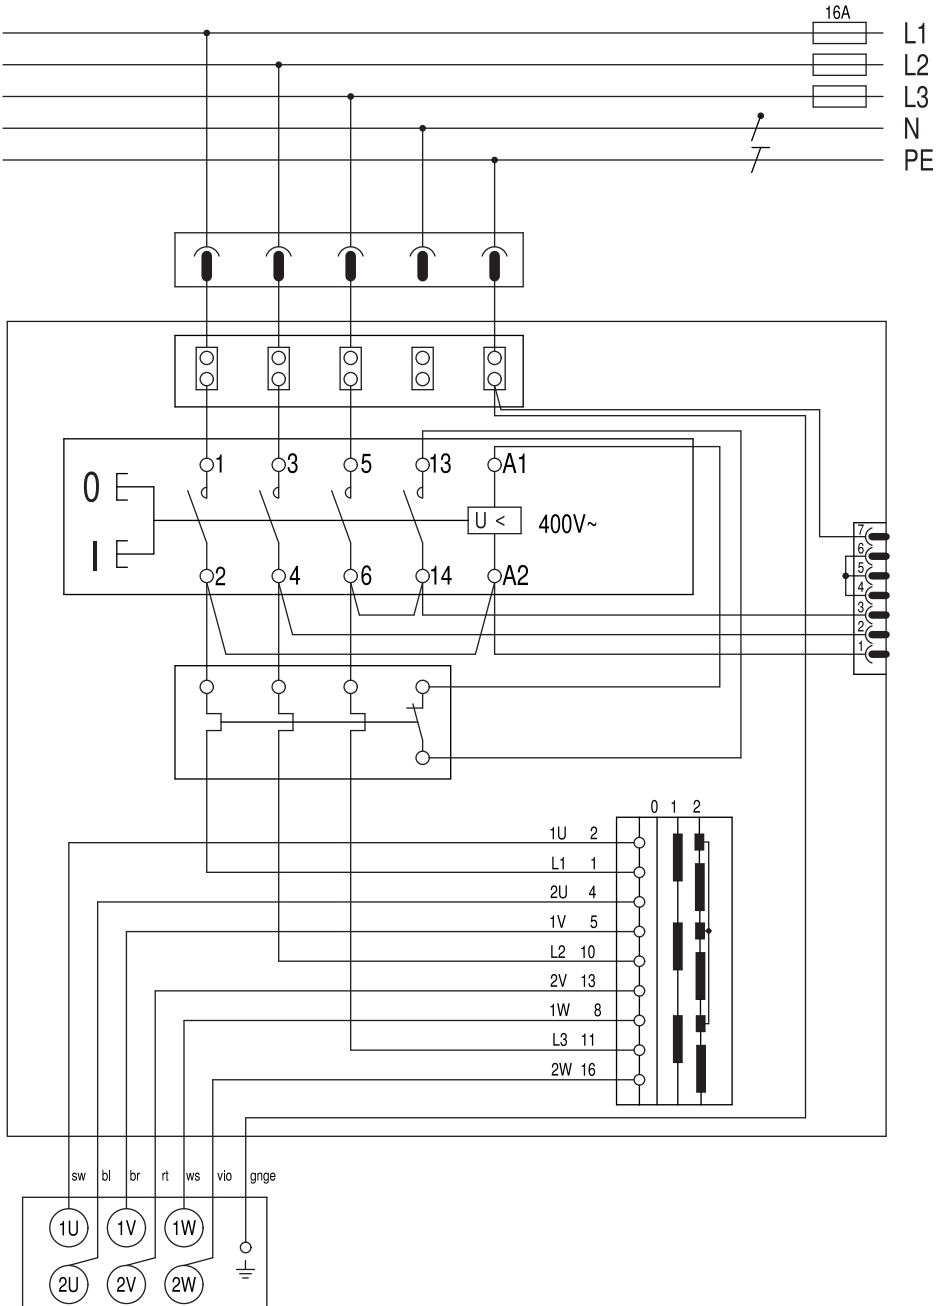 16A
L1
L2
L3
N
PE
1 3 5 13 A1
0
U < 400V~
I
2 4 6 14 A2
7
6
5
4
3
2
1
0 1 2
1U 2
L1 1
2U 4
1V 5
L2 10
2V 13
1W 8
L3 11
2W 16
sw bl br rt ws vio gnge
1U 1V 1W
2U 2V 2W